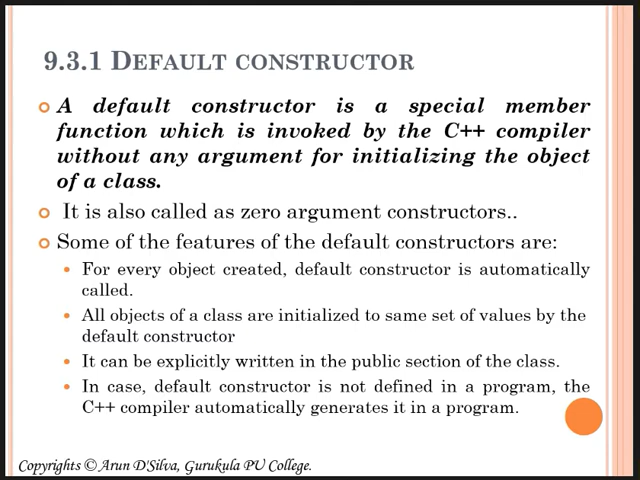 9.3.1 DEFAULT CONSTRUCTOR
A default constructor is a special member
function which is invoked by the C++ compiler
without any argument for initializing the object
of a class.
It is also called as zero argument constructors..
Some of the features of the default constructors are:
For every object created, default constructor is automatically
called.
All objects of a class are initialized to same set of values by the
default constructor
It can be explicitly written in the public section of the class.
In case, default constructor is not defined in a program, the
C++ compiler automatically generates it in a program.
Copyrights © Arun D'Silva, Gurukula PU College.